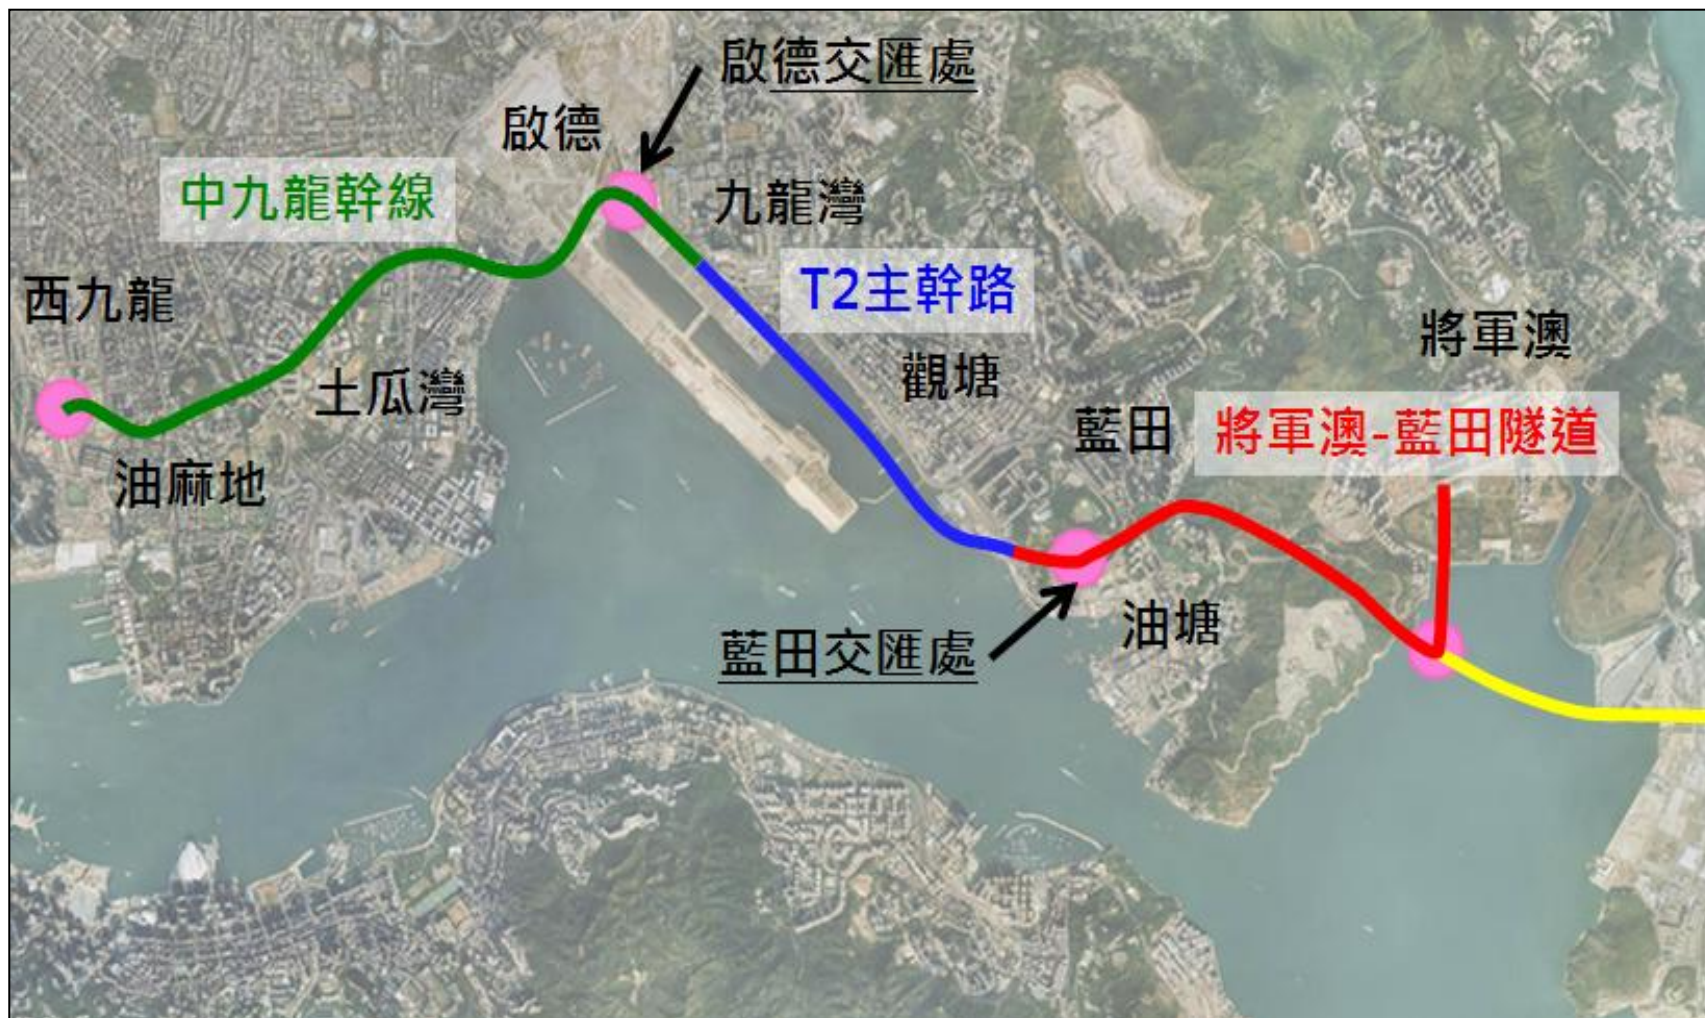 啟德交匯處
啟德
中九龍幹線
九龍灣
西九龍
T2主幹路
將軍澳
土瓜灣
觀塘
藍田
將軍澳-藍田隧道
油麻地
油塘
藍田交匯處